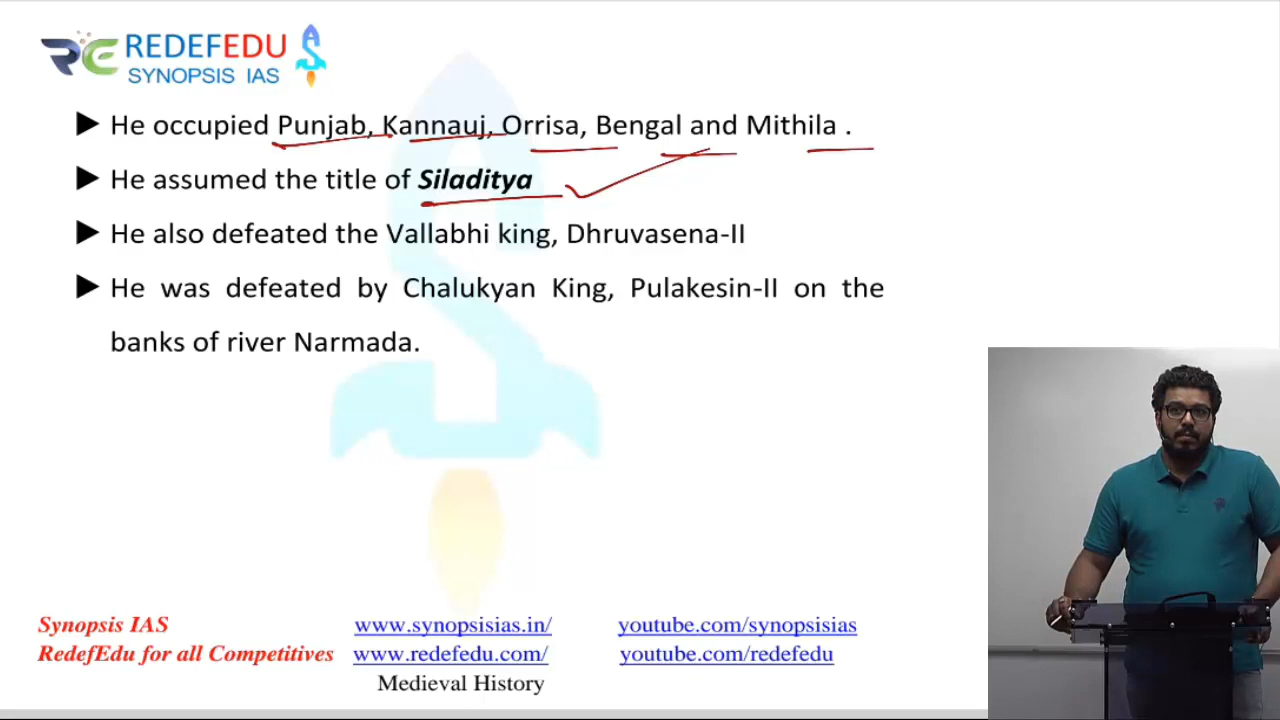 REDEFEDU
SYNOPSIS IAS
▶ He occupied Punjab, Kannauj, Orrisa, Bengal and Mithila .
▶ He assumed the title of Siladitya
▶ He also defeated the Vallabhi king, Dhruvasena-II
▶ He was defeated by Chalukyan King, Pulakesin-II on the
banks of river Narmada.
Synopsis IAS www.synopsisias.in/ youtube.com/synopsisias
RedefEdu for all Competitives www.redefedu.com/ youtube.com/redefedu
Medieval History